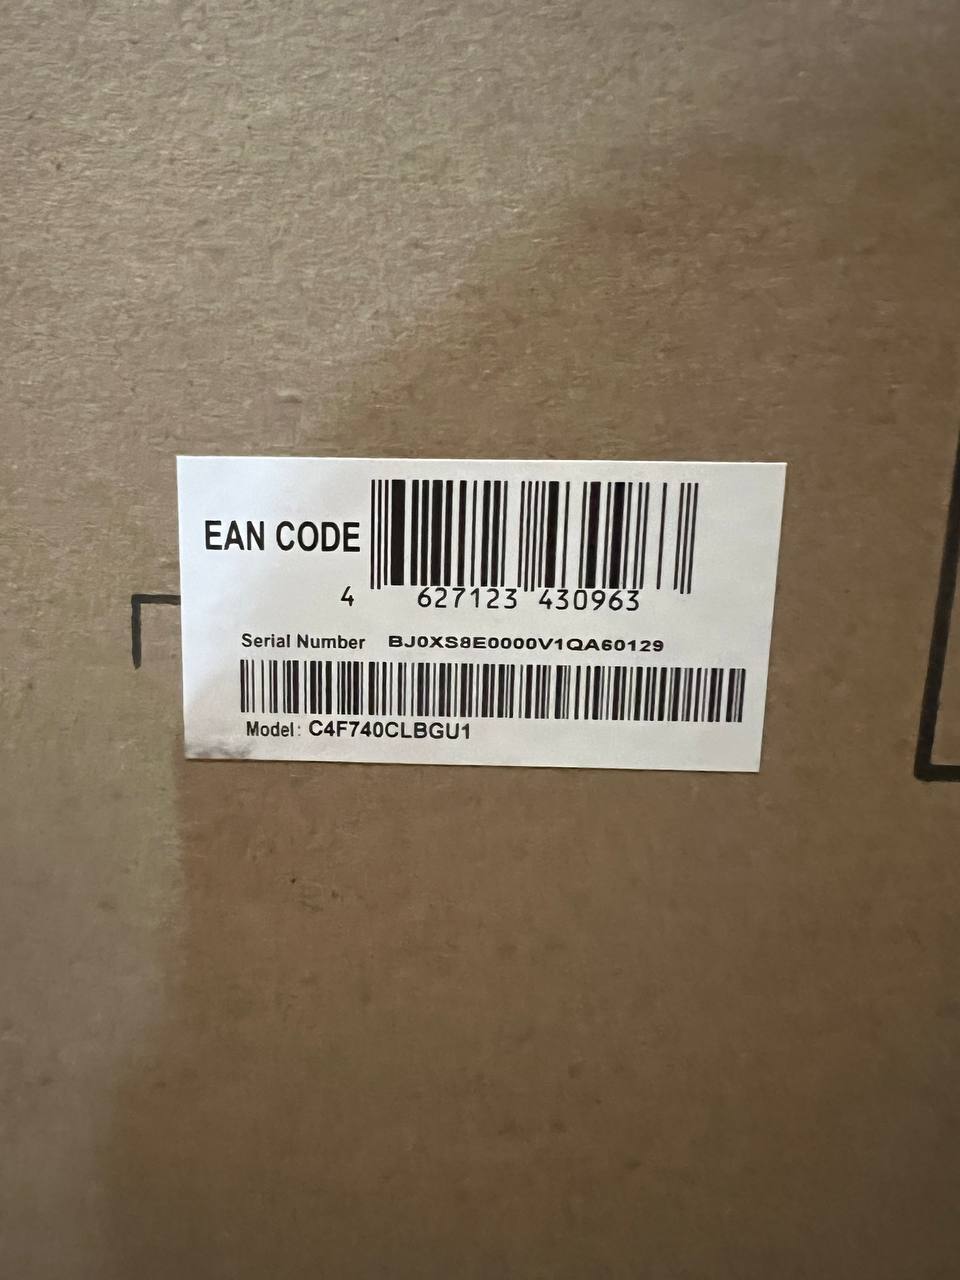 EAN CODE
4 627123 430963
Serial Number BJ0XS8E0000V1QA60129
Model: C4F740CLBGU1